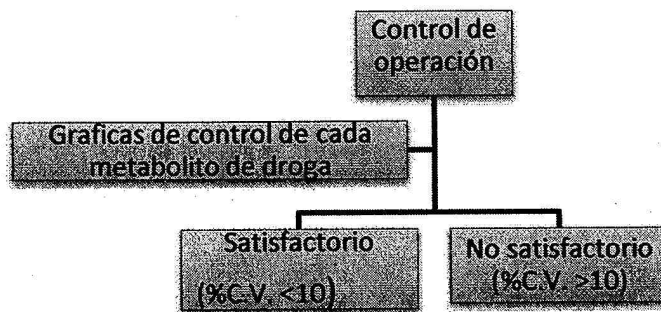 Control de
operación
Graficas de control de cada
metabolito de droga
Satisfactorio
(%C.V. <10)
No satisfactorio
(%C.V. >10)